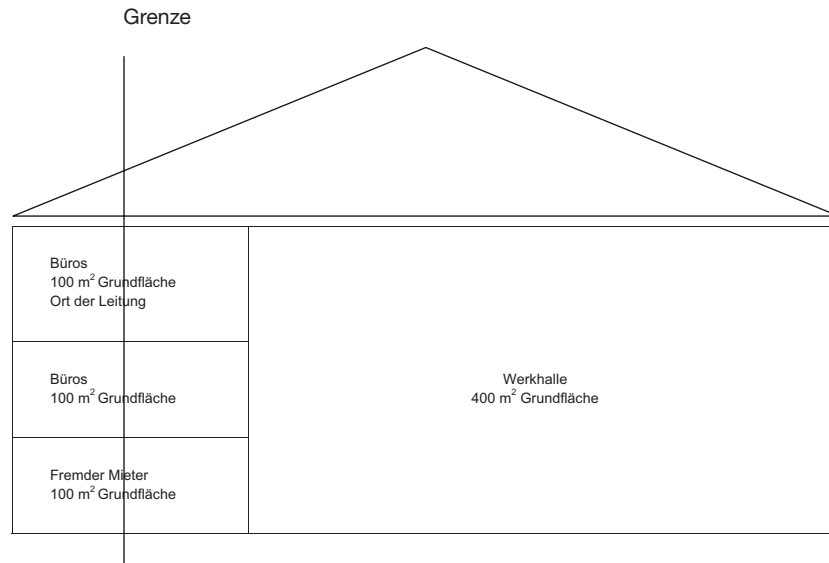 Grenze
Büros
100 m² Grundfläche
Ort der Leitung
Büros
100 m² Grundfläche
Werkhalle
400 m² Grundfläche
Fremder Mieter
100 m² Grundfläche